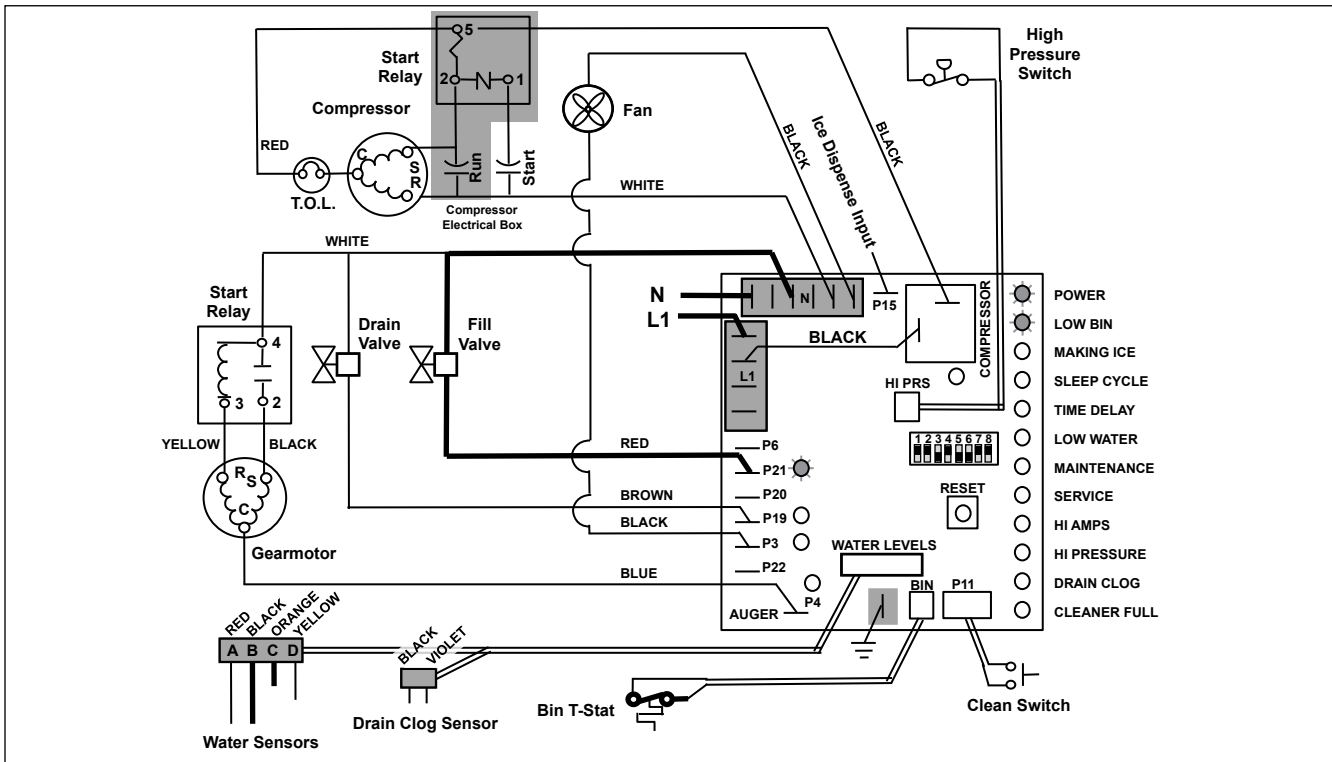 5
Start
Relay
2
N
1
Compressor
RED
T.O.L.
C
S
R
Run
Start
Compressor
Electrical Box
WHITE
Fan
BLACK
Ice Dispense Input
BLACK
High
Pressure
Switch
WHITE
Start
Relay
4
3
2
YELLOW
BLACK
R
S
C
Gearmotor
Drain
Valve
Fill
Valve
N
L1
N
P15
BLACK
L1
COMPRESSOR
HI PRS
1 2 3 4 5 6 7 8
RESET
RED
P6
P21
P20
BROWN
P19
BLACK
P3
P22
BLUE
AUGER
P4
WATER LEVELS
BIN
P11
POWER
LOW BIN
MAKING ICE
SLEEP CYCLE
TIME DELAY
LOW WATER
MAINTENANCE
SERVICE
HI AMPS
HI PRESSURE
DRAIN CLOG
CLEANER FULL
RED
BLACK
ORANGE
YELLOW
A B C D
Water Sensors
BLACK
VIOLET
Drain Clog Sensor
Bin T-Stat
Clean Switch